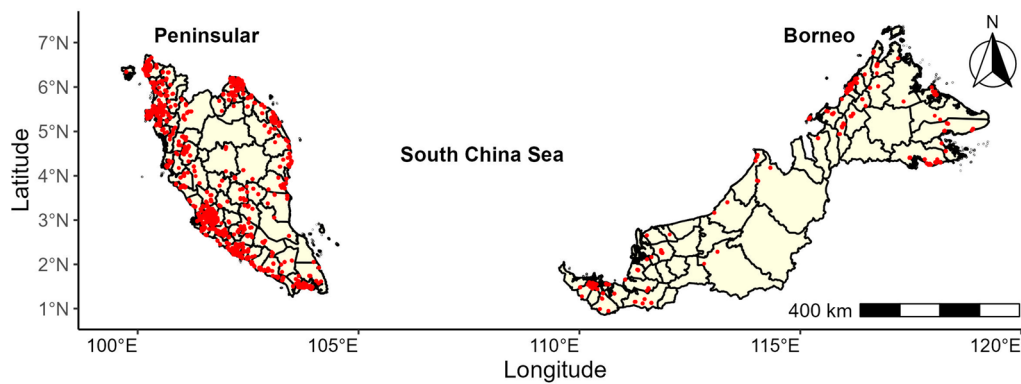 Peninsular
Borneo
N
7°N
6°N
5°N
4°N
3°N
2°N
1°N
Latitude
South China Sea
400 km
100°E
105°E
110°E
115°E
120°E
Longitude